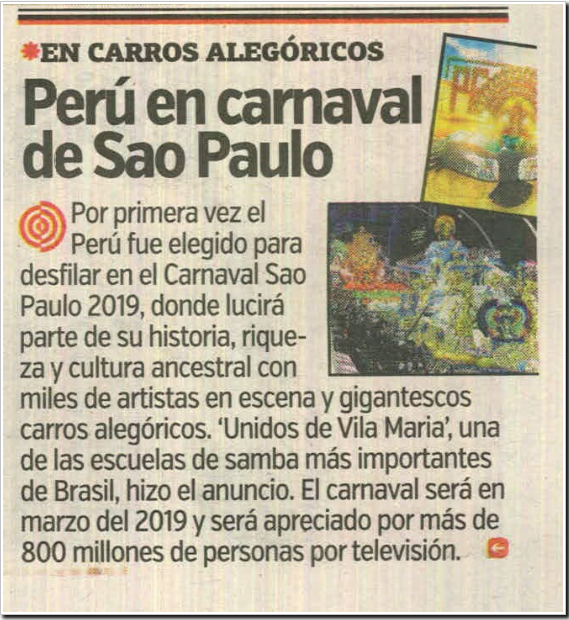 *EN CARROS ALEGÓRICOS
Perú en carnaval
de Sao Paulo
Por primera vez el
Perú fue elegido para
desfilar en el Carnaval Sao
Paulo 2019, donde lucirá
parte de su historia, rique-
za y cultura ancestral con
miles de artistas en escena y gigantescos
carros alegóricos. ‘Unidos de Vila Maria’, una
de las escuelas de samba más importantes
de Brasil, hizo el anuncio. El carnaval será en
marzo del 2019 y será apreciado por más de
800 millones de personas por televisión.